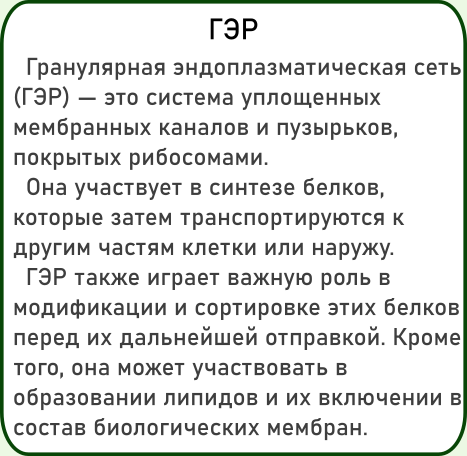 ГЭР
Гранулярная эндоплазматическая сеть
(ГЭР) — это система уплощенных
мембранных каналов и пузырьков,
покрытых рибосомами.
Она участвует в синтезе белков,
которые затем транспортируются к
другим частям клетки или наружу.
ГЭР также играет важную роль в
модификации и сортировке этих белков
перед их дальнейшей отправкой. Кроме
того, она может участвовать в
образовании липидов и их включении в
состав биологических мембран.